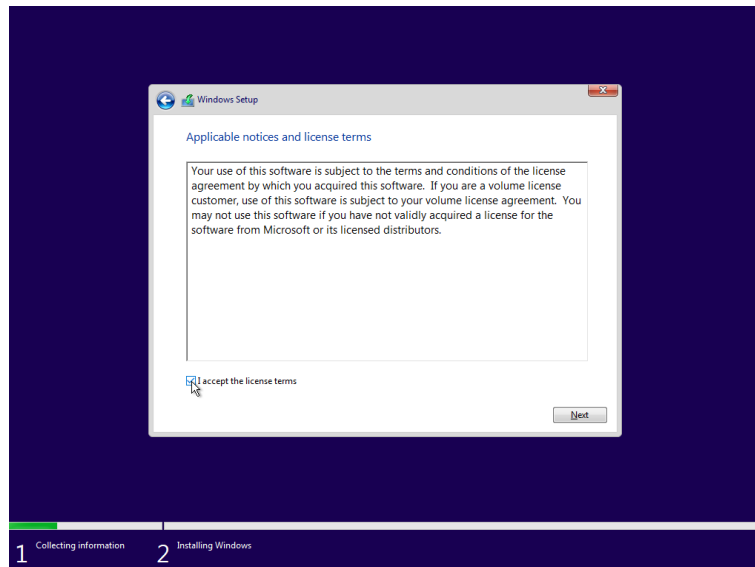 Windows Setup
Applicable notices and license terms
Your use of this software is subject to the terms and conditions of the license
agreement by which you acquired this software. If you are a volume license
customer, use of this software is subject to your volume license agreement. You
may not use this software if you have not validly acquired a license for the
software from Microsoft or its licensed distributors.
I accept the license terms
Next
1 Collecting information 2 Installing Windows